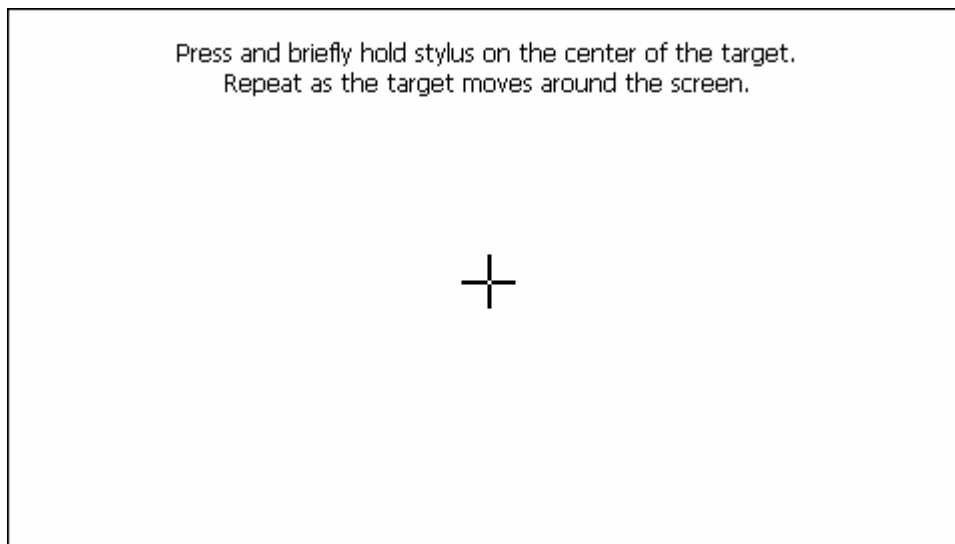 Press and briefly hold stylus on the center of the target.
Repeat as the target moves around the screen.